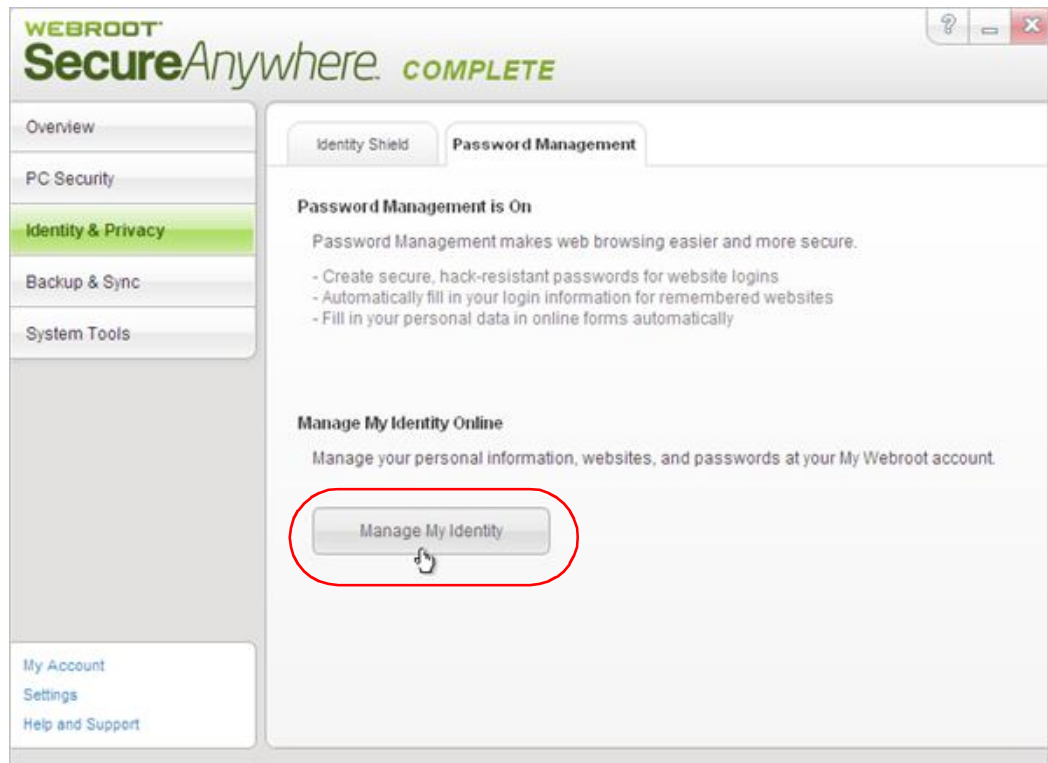 WEBROOT
SecureAnywhere. COMPLETE
?
Overview
PC Security
Identity & Privacy
Backup & Sync
System Tools
Identity Shield
Password Management
Password Management is On
Password Management makes web browsing easier and more secure.
- Create secure, hack-resistant passwords for website logins
- Automatically fill in your login information for remembered websites
- Fill in your personal data in online forms automatically
Manage My Identity Online
Manage your personal information, websites, and passwords at your My Webroot account.
Manage My Identity
My Account
Settings
Help and Support